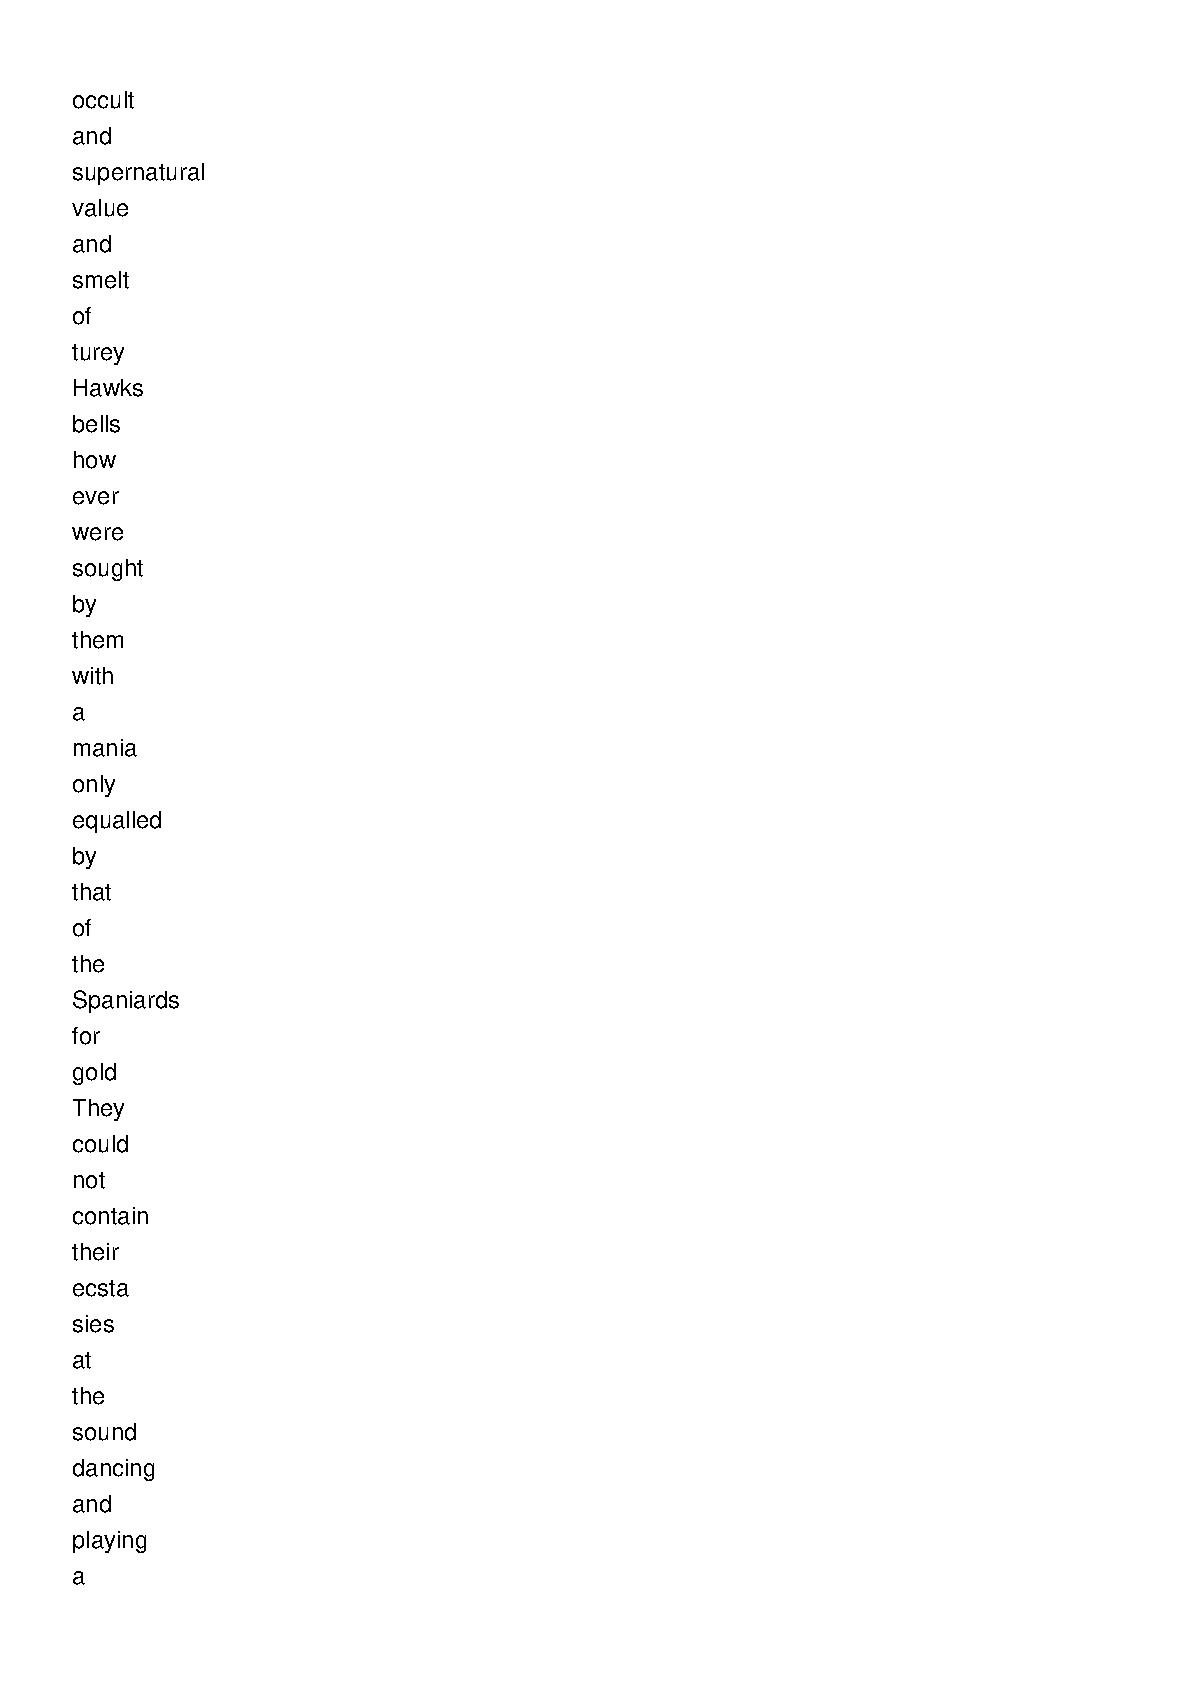 occult
and
supernatural
value
and
smelt
of
turey
Hawks
bells
how
ever
were
sought
by
them
with
a
mania
only
equalled
by
that
of
the
Spaniards
for
gold
They
could
not
contain
their
ecsta
sies
at
the
sound
dancing
and
playing
a